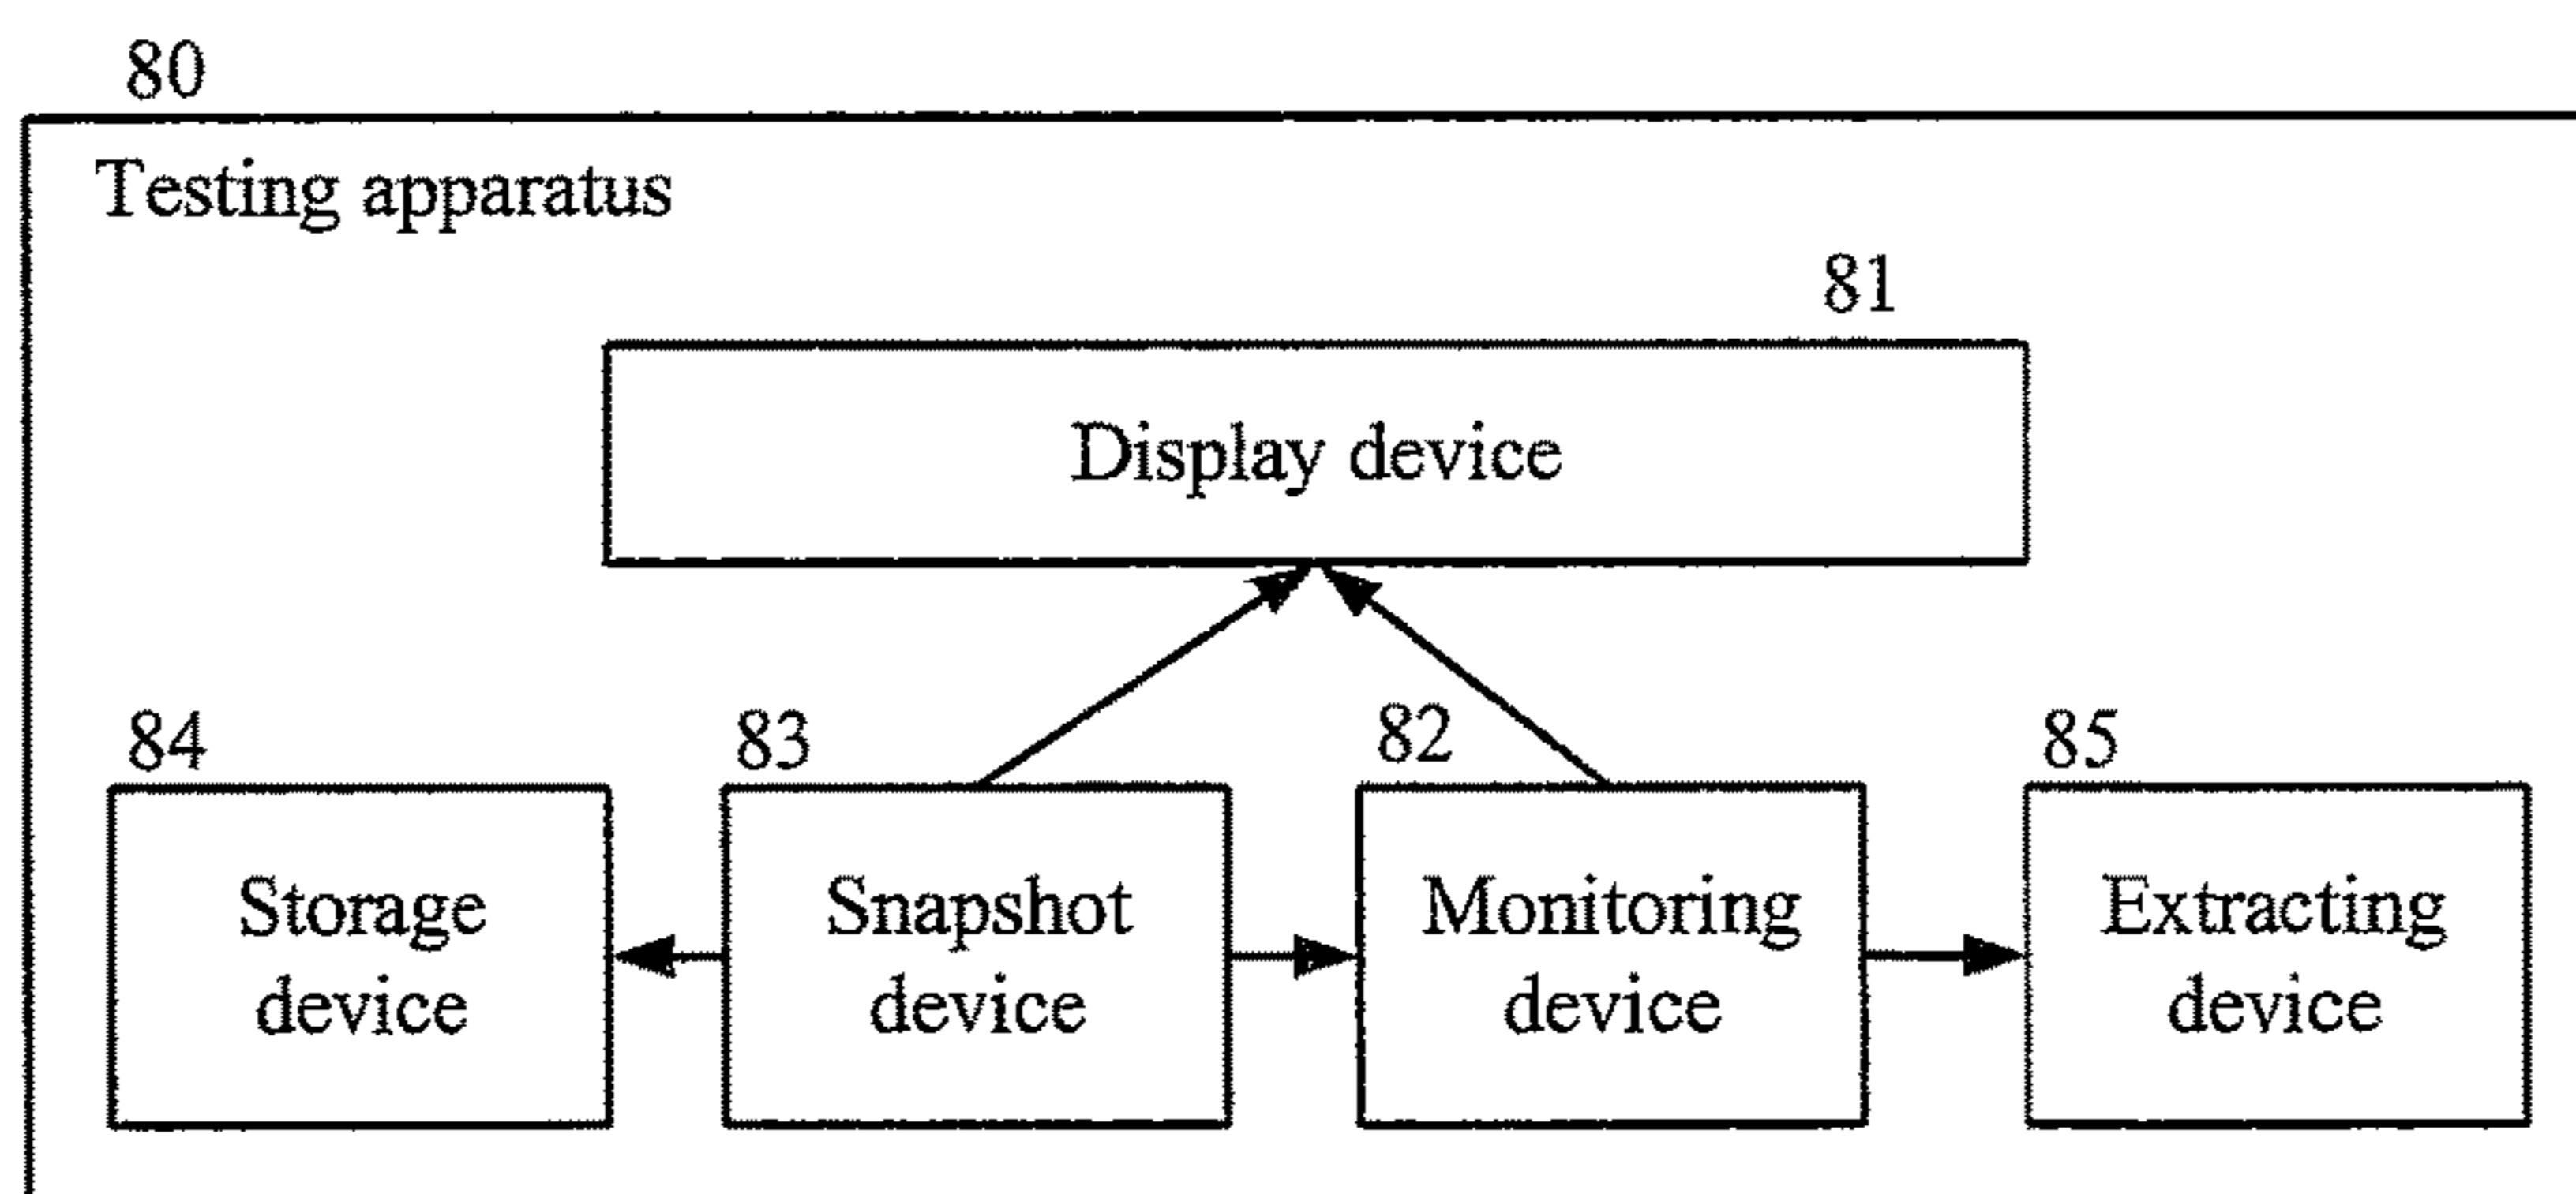 80
Testing apparatus
81
Display device
84
83
82
85
Storage
device
Snapshot
device
Monitoring
device
Extracting
device